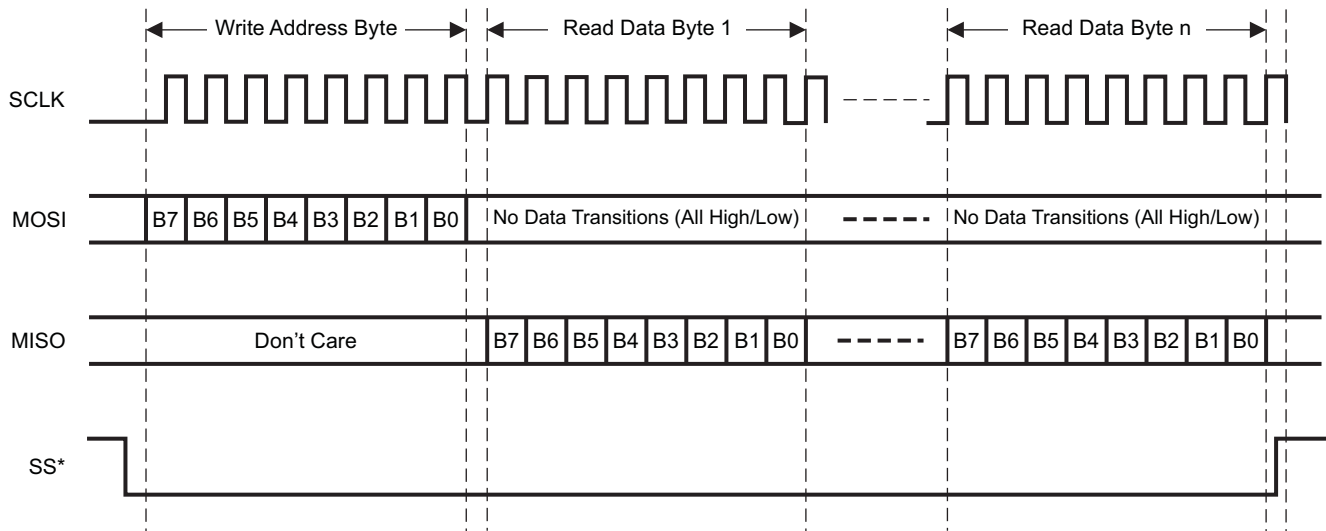 Write Address Byte Read Data Byte 1 Read Data Byte n
SCLK
MOSI B7 B6 B5 B4 B3 B2 B1 B0 No Data Transitions (All High/Low) No Data Transitions (All High/Low)
MISO Don't Care B7 B6 B5 B4 B3 B2 B1 B0 B7 B6 B5 B4 B3 B2 B1 B0
SS*